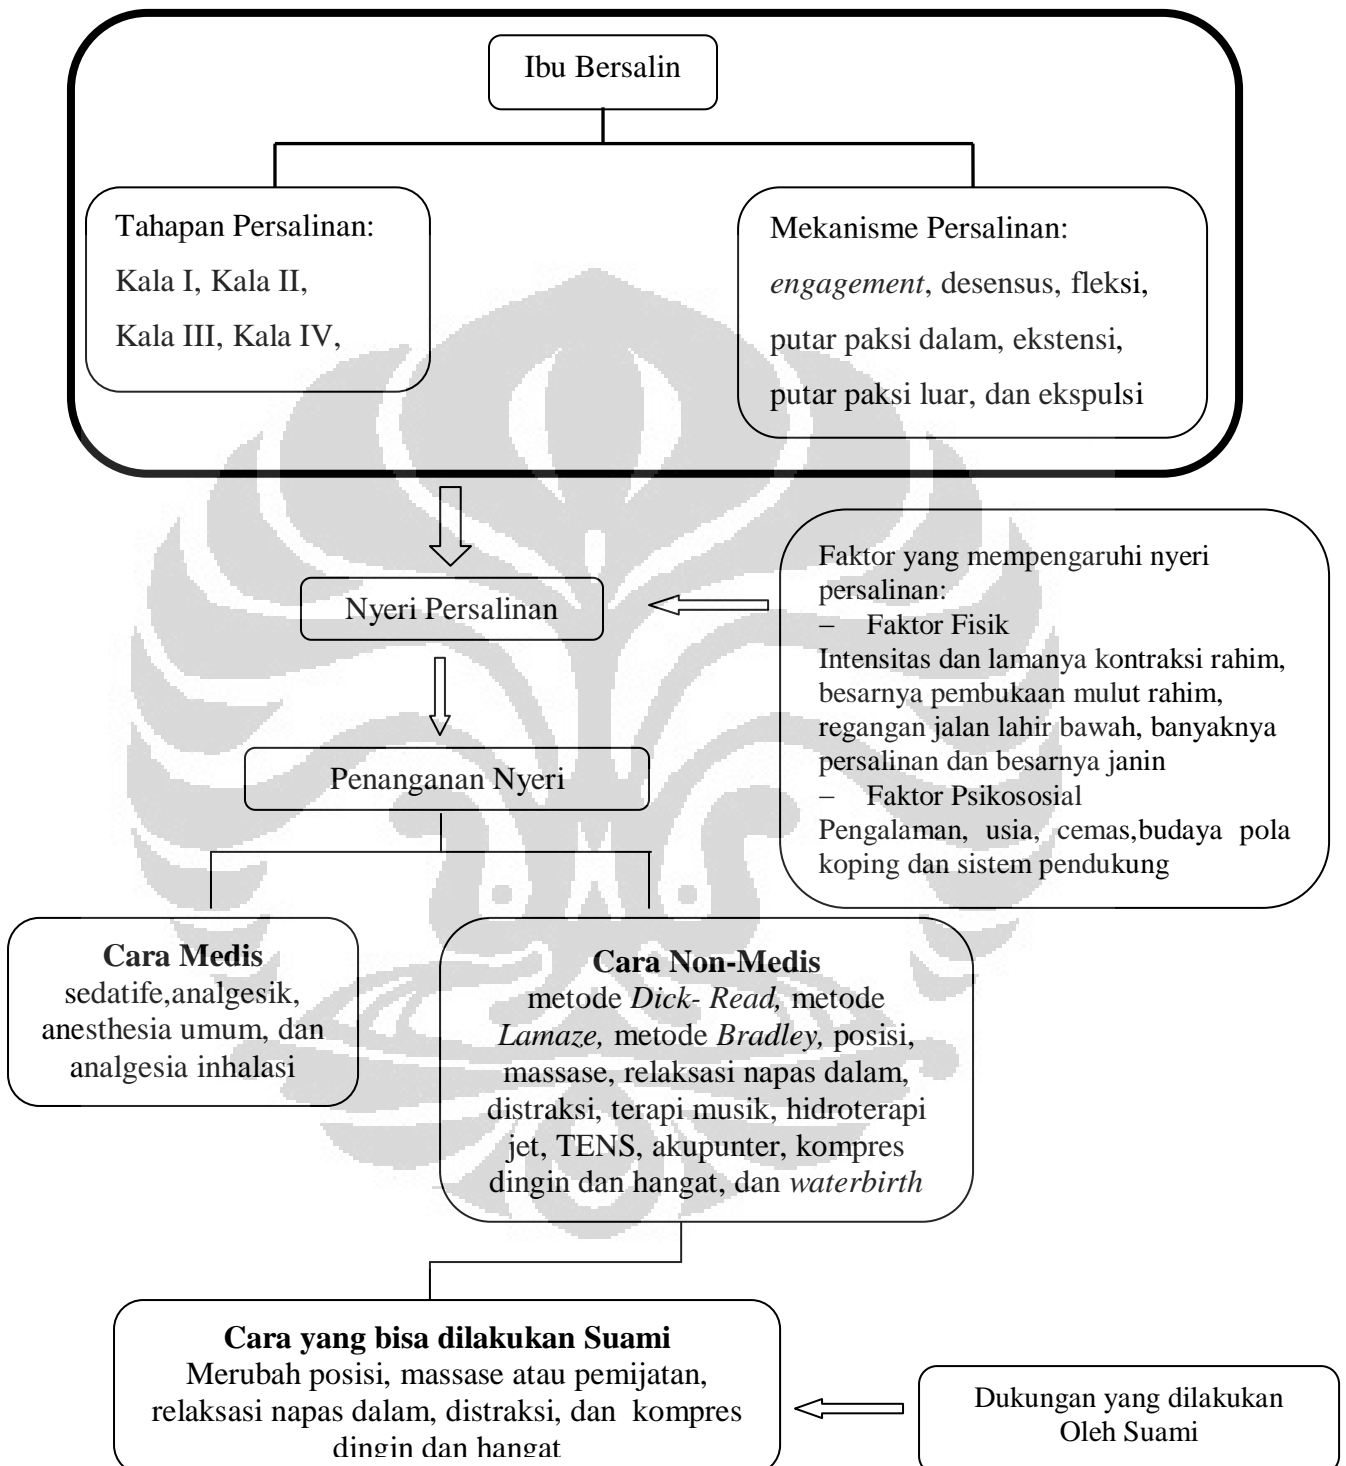 Ibu Bersalin
Tahapan Persalinan:
Kala I, Kala II,
Kala III, Kala IV,
Mekanisme Persalinan:
engagement, desensus, fleksi,
putar paksi dalam, ekstensi,
putar paksi luar, dan ekspulsi
Nyeri Persalinan
Faktor yang mempengaruhi nyeri
persalinan:
– Faktor Fisik
Intensitas dan lamanya kontraksi rahim,
besarnya pembukaan mulut rahim,
regangan jalan lahir bawah, banyaknya
persalinan dan besarnya janin
– Faktor Psikososial
Pengalaman, usia, cemas,budaya pola
koping dan sistem pendukung
Penanganan Nyeri
Cara Medis
sedatife,analgesik,
anesthesia umum, dan
analgesia inhalasi
Cara Non-Medis
metode Dick- Read, metode
Lamaze, metode Bradley, posisi,
massase, relaksasi napas dalam,
distraksi, terapi musik, hidroterapi
jet, TENS, akupunter, kompres
dingin dan hangat, dan waterbirth
Cara yang bisa dilakukan Suami
Merubah posisi, massase atau pemijatan,
relaksasi napas dalam, distraksi, dan kompres
dingin dan hangat
Dukungan yang dilakukan
Oleh Suami